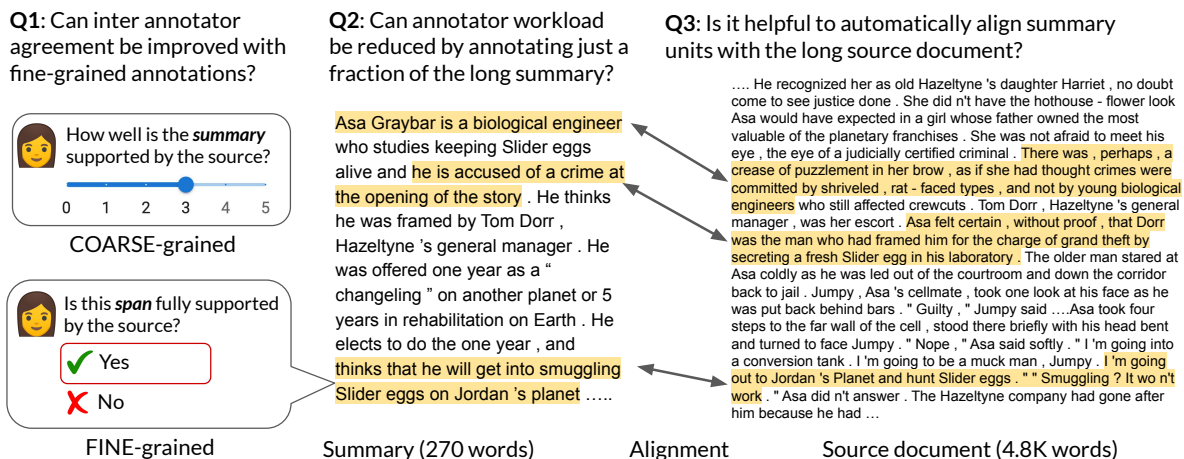 Q1: Can inter annotator
agreement be improved with
fine-grained annotations?
How well is the summary
supported by the source?
0 1 2 3 4 5
COARSE-grained
Is this span fully supported
by the source?
Yes
No
FINE-grained
Q2: Can annotator workload
be reduced by annotating just a
fraction of the long summary?
Asa Graybar is a biological engineer
who studies keeping Slider eggs
alive and he is accused of a crime at
the opening of the story . He thinks
he was framed by Tom Dorr ,
Hazeltyne 's general manager . He
was offered one year as a “
changeling ” on another planet or 5
years in rehabilitation on Earth . He
elects to do the one year , and
thinks that he will get into smuggling
Slider eggs on Jordan 's planet …..
Summary (270 words)
Alignment
Q3: Is it helpful to automatically align summary
units with the long source document?
…. He recognized her as old Hazeltyne 's daughter Harriet , no doubt
come to see justice done . She did n't have the hothouse - flower look
Asa would have expected in a girl whose father owned the most
valuable of the planetary franchises . She was not afraid to meet his
eye , the eye of a judicially certified criminal . There was , perhaps , a
crease of puzzlement in her brow , as if she had thought crimes were
committed by shriveled , rat - faced types , and not by young biological
engineers who still affected crewcuts . Tom Dorr , Hazeltyne's general
manager , was her escort . Asa felt certain , without proof , that Dorr
was the man who had framed him for the charge of grand theft by
secreting a fresh Slider egg in his laboratory . The older man stared at
Asa coldly as he was led out of the courtroom and down the corridor
back to jail . Jumpy , Asa 's cellmate , took one look at his face as he
was put back behind bars . " Guilty , " Jumpy said ….Asa took four
steps to the far wall of the cell , stood there briefly with his head bent
and turned to face Jumpy . " Nope , " Asa said softly . " I 'm going into
a conversion tank . I 'm going to be a muck man , Jumpy . I 'm going
out to Jordan 's Planet and hunt Slider eggs . " " Smuggling ? It wo n't
work . " Asa did n't answer . The Hazeltyne company had gone after
him because he had …
Source document (4.8K words)